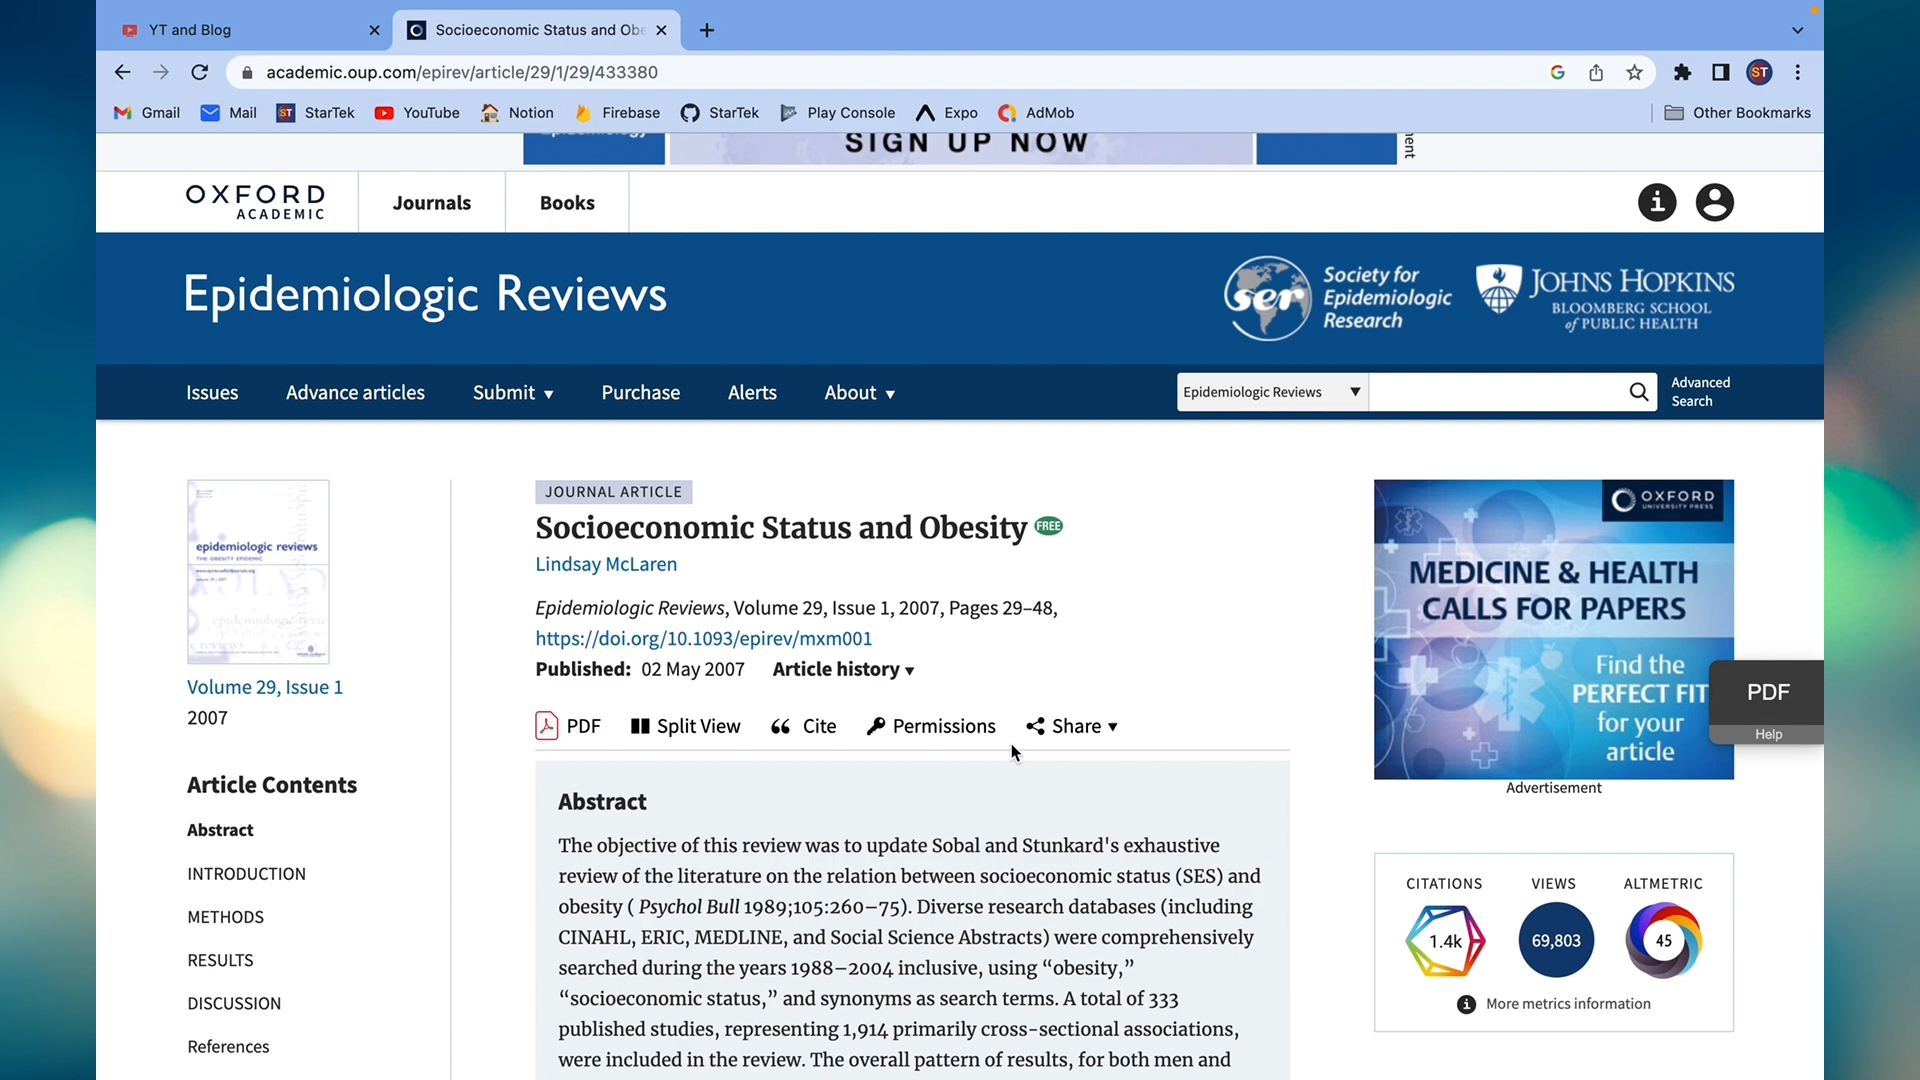 YT and Blog
Socioeconomic Status and Obe
academic.oup.com/epirev/article/29/1/29/433380
ST
Gmail
Mail
ST
StarTek
YouTube
Notion
Firebase
StarTek
Play Console
Expo
AdMob
Other Bookmarks
SIGN UP NOW
OXFORD
ACADEMIC
Journals
Books
Epidemiologic Reviews
ser
Society for
Epidemiologic
Research
JOHNS HOPKINS
BLOOMBERG SCHOOL
of PUBLIC HEALTH
Issues
Advance articles
Submit
Purchase
Alerts
About
Epidemiologic Reviews
Advanced
Search
epidemiologic reviews
THE OBESITY EPIDEMIC
Volume 29, Issue 1
2007
Article Contents
Abstract
INTRODUCTION
METHODS
RESULTS
DISCUSSION
References
JOURNAL ARTICLE
Socioeconomic Status and Obesity FREE
Lindsay McLaren
Epidemiologic Reviews, Volume 29, Issue 1, 2007, Pages 29–48,
https://doi.org/10.1093/epirev/mxm001
Published: 02 May 2007 Article history
PDF
Split View
Cite
Permissions
Share
Abstract
The objective of this review was to update Sobal and Stunkard's exhaustive
review of the literature on the relation between socioeconomic status (SES) and
obesity ( Psychol Bull 1989;105:260–75). Diverse research databases (including
CINAHL, ERIC, MEDLINE, and Social Science Abstracts) were comprehensively
searched during the years 1988–2004 inclusive, using “obesity,”
“socioeconomic status,” and synonyms as search terms. A total of 333
published studies, representing 1,914 primarily cross-sectional associations,
were included in the review. The overall pattern of results, for both men and
OXFORD
UNIVERSITY PRESS
MEDICINE & HEALTH
CALLS FOR PAPERS
Find the
PERFECT FIT
for your
article
Advertisement
PDF
Help
CITATIONS
VIEWS
ALTMETRIC
1.4k
69,803
45
More metrics information